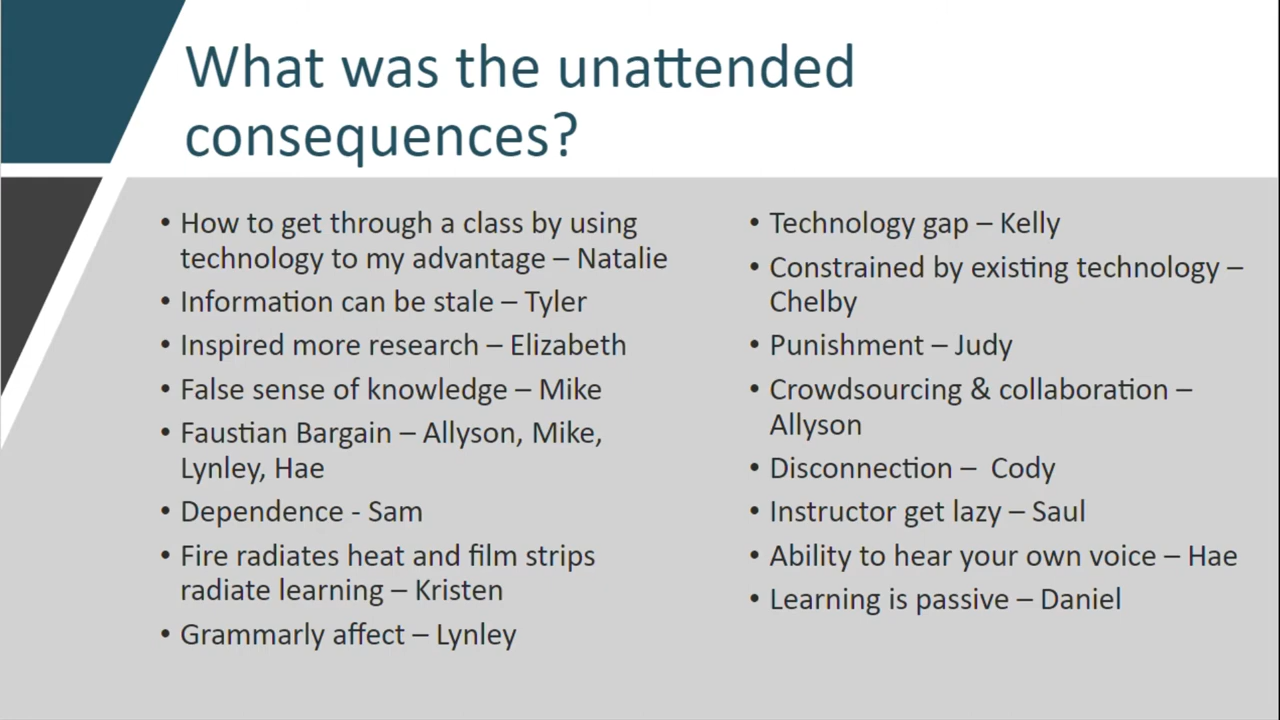 What was the unattended
consequences?
• How to get through a class by using
technology to my advantage – Natalie
• Information can be stale – Tyler
• Inspired more research – Elizabeth
• False sense of knowledge – Mike
• Faustian Bargain – Allyson, Mike,
Lynley, Hae
• Dependence - Sam
• Fire radiates heat and film strips
radiate learning – Kristen
• Grammarly affect – Lynley
• Technology gap – Kelly
• Constrained by existing technology –
Chelby
• Punishment – Judy
• Crowdsourcing & collaboration –
Allyson
• Disconnection –  Cody
• Instructor get lazy – Saul
• Ability to hear your own voice – Hae
• Learning is passive – Daniel